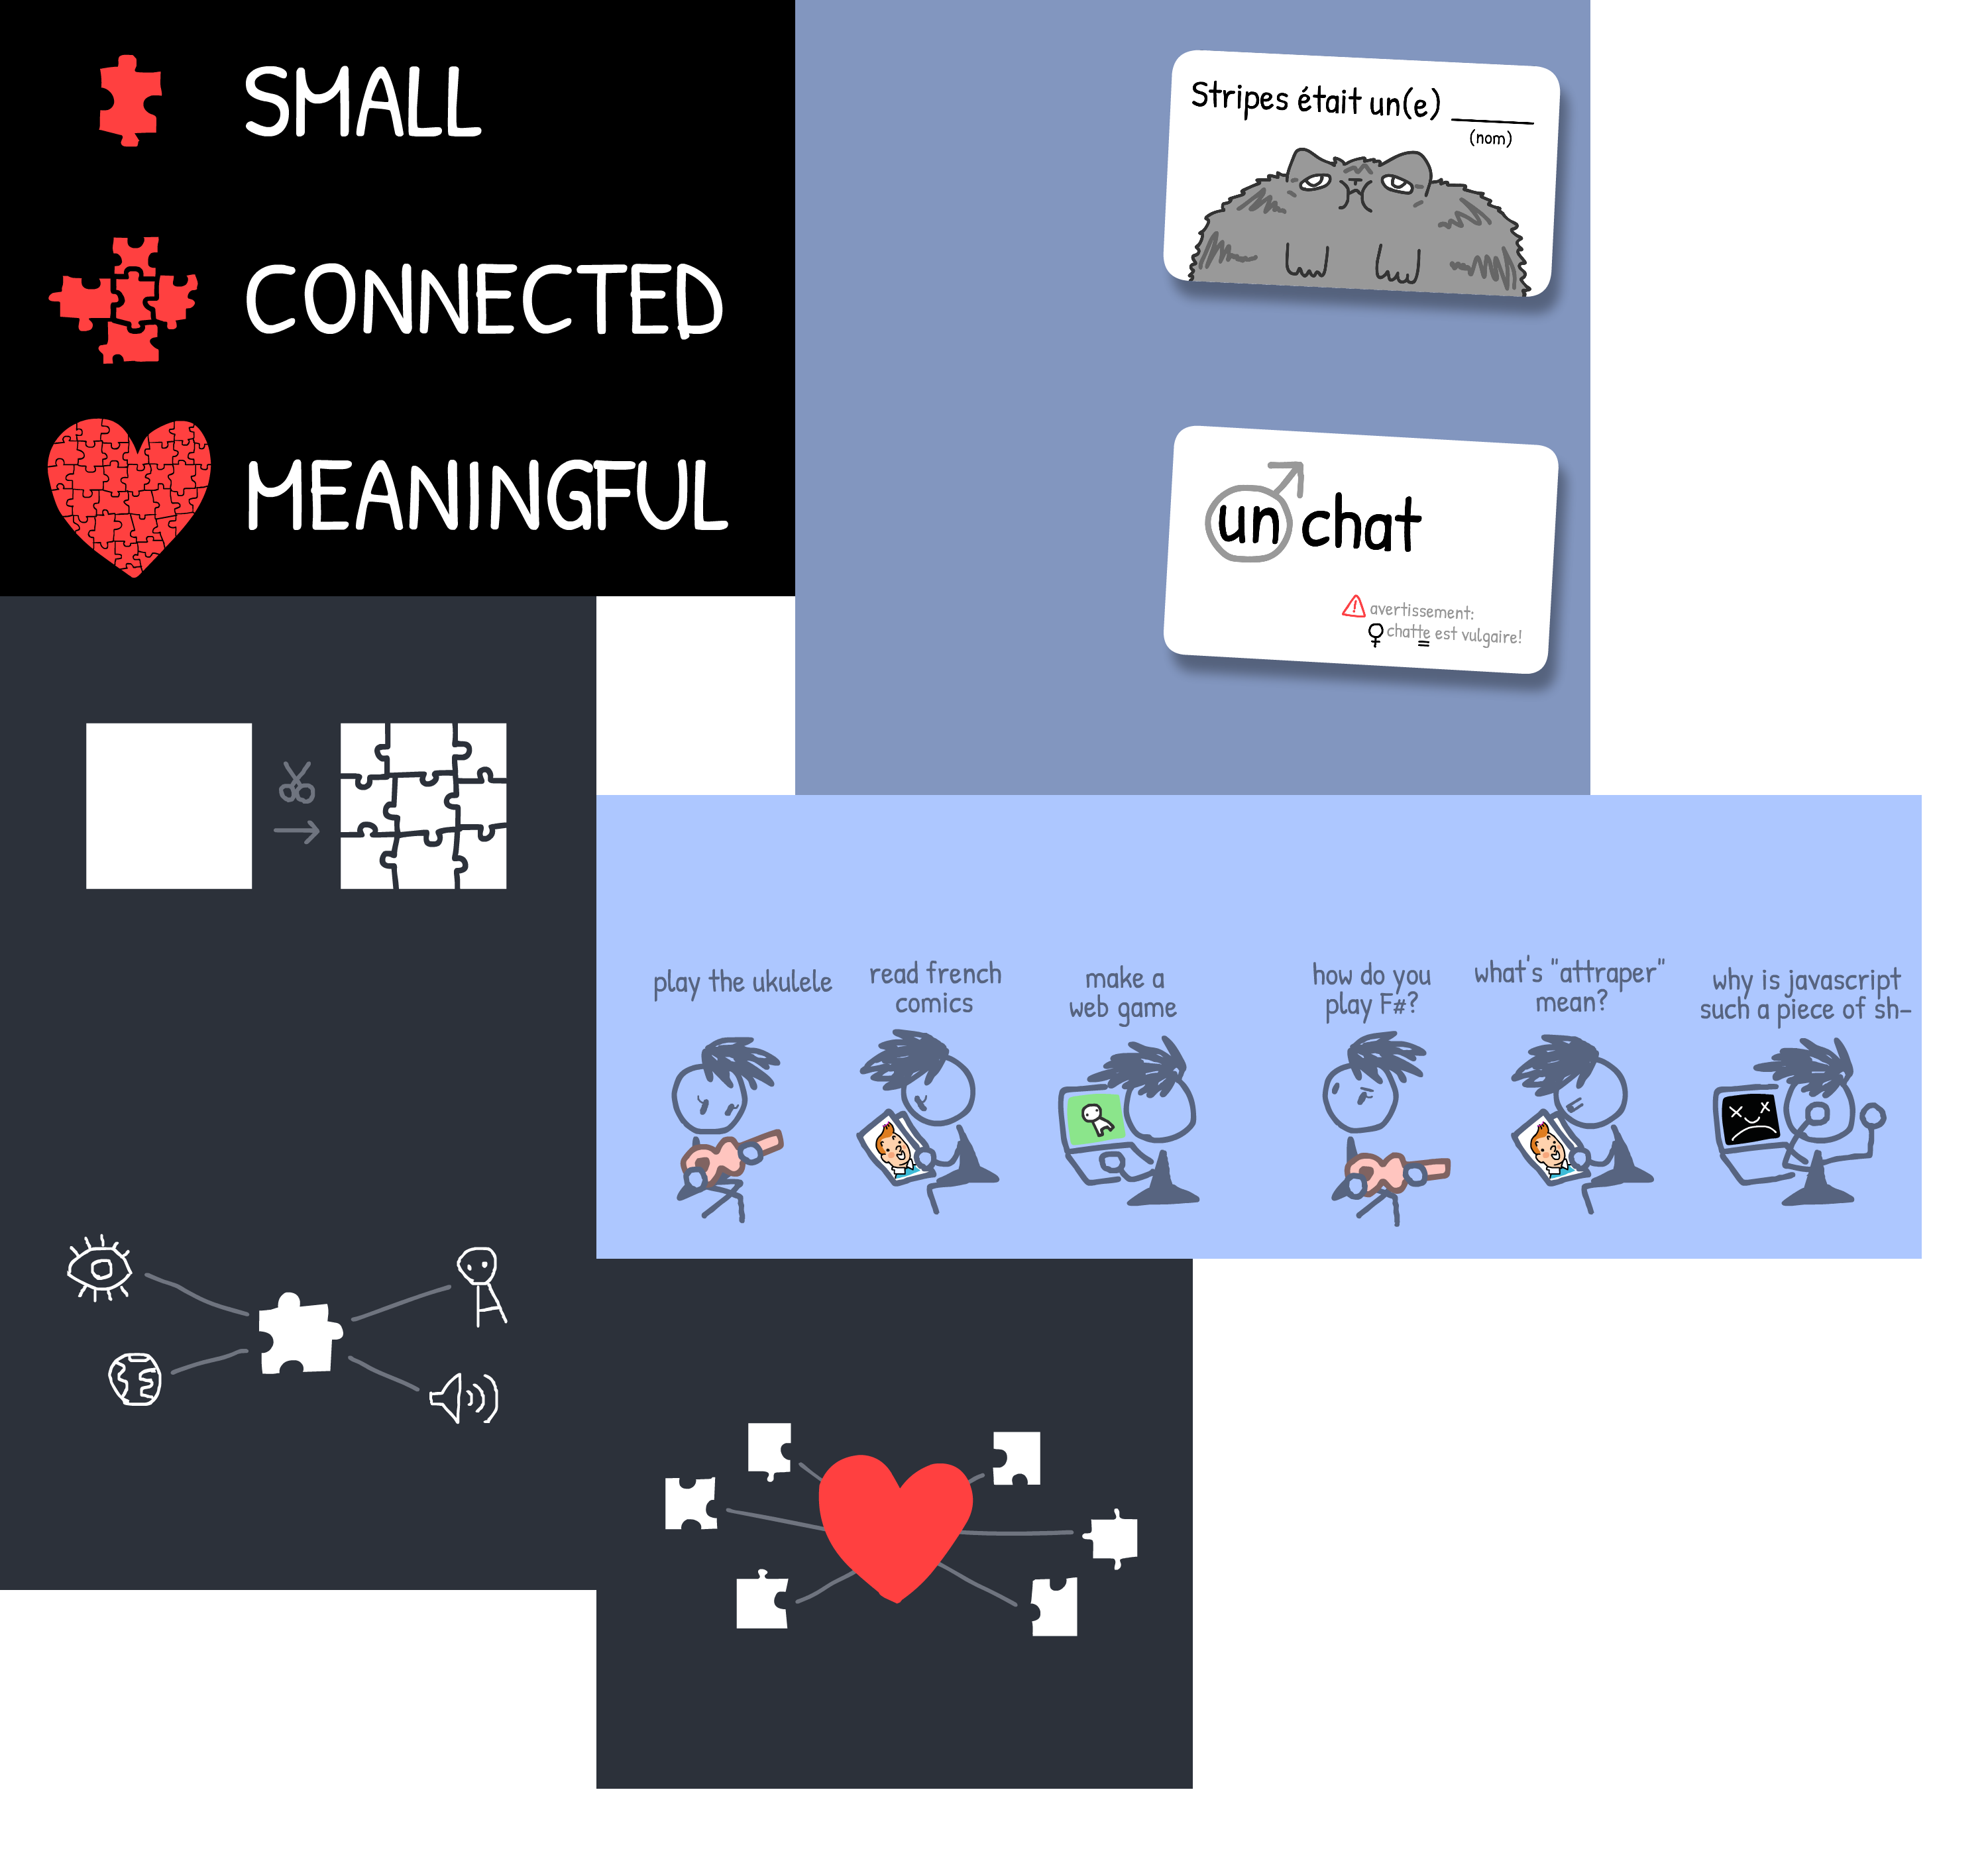 SMALL
CONNECTED
MEANINGFUL
Stripes était un(e) ______
(nom)
un chat
avertissement:
♀ chatte est vulgaire!
play the ukulele
read french
comics
make a
web game
how do you
play F#?
what's "attraper"
mean?
why is javascript
such a piece of sh-